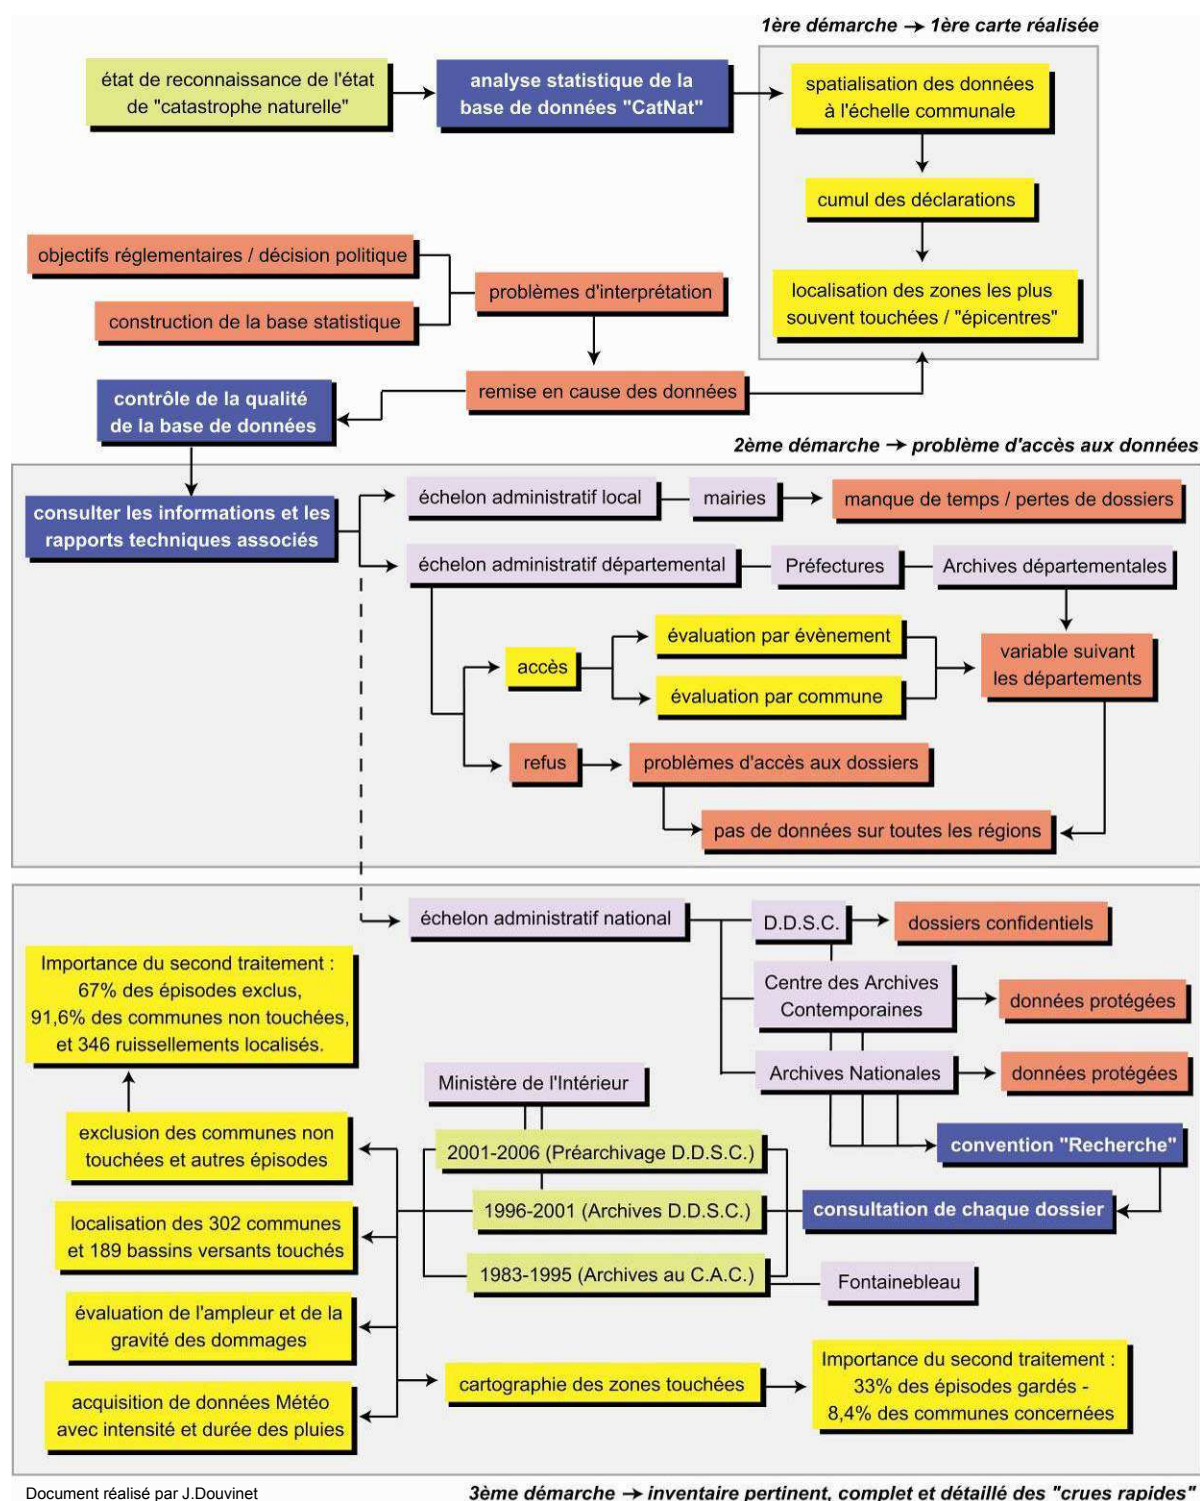 1ère démarche → 1ère carte réalisée
état de reconnaissance de l'état
de "catastrophe naturelle"
analyse statistique de la
base de données "CatNat"
spatialisation des données
à l'échelle communale
cumul des déclarations
localisation des zones les plus
souvent touchées / "épicentres"
objectifs réglementaires / décision politique
construction de la base statistique
problèmes d'interprétation
remise en cause des données
contrôle de la qualité
de la base de données
2ème démarche → problème d'accès aux données
consulter les informations et les
rapports techniques associés
échelon administratif local
mairies
manque de temps / pertes de dossiers
échelon administratif départemental
Préfectures
Archives départementales
accès
évaluation par évènement
évaluation par commune
variable suivant
les départements
refus
problèmes d'accès aux dossiers
pas de données sur toutes les régions
échelon administratif national
D.D.S.C.
dossiers confidentiels
Centre des Archives
Contemporaines
données protégées
Archives Nationales
données protégées
convention "Recherche"
consultation de chaque dossier
Ministère de l'Intérieur
2001-2006 (Préarchivage D.D.S.C.)
1996-2001 (Archives D.D.S.C.)
1983-1995 (Archives au C.A.C.)
Fontainebleau
Importance du second traitement :
67% des épisodes exclus,
91,6% des communes non touchées,
et 346 ruissellements localisés.
exclusion des communes non
touchées et autres épisodes
localisation des 302 communes
et 189 bassins versants touchés
évaluation de l'ampleur et de la
gravité des dommages
acquisition de données Météo
avec intensité et durée des pluies
cartographie des zones touchées
Importance du second traitement :
33% des épisodes gardés -
8,4% des communes concernées
Document réalisé par J.Douvinet
3ème démarche → inventaire pertinent, complet et détaillé des "crues rapides"